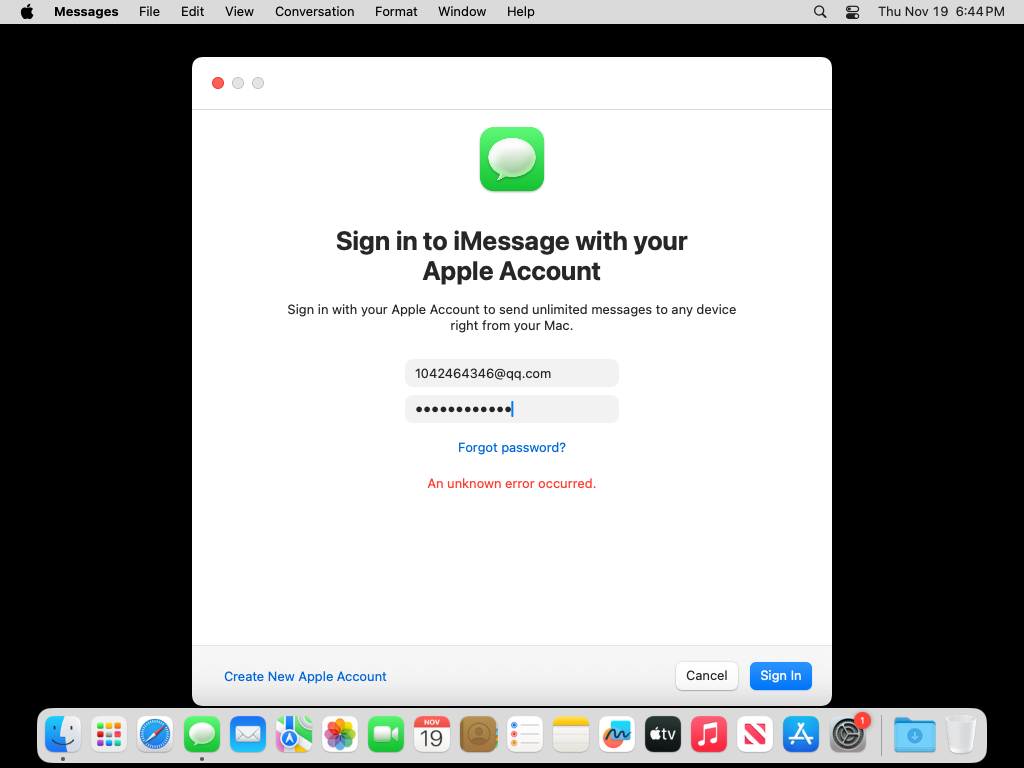 Messages File Edit View Conversation Format Window Help Thu Nov 19 6:44 PM
Sign in to iMessage with your
Apple Account
Sign in with your Apple Account to send unlimited messages to any device
right from your Mac.
1042464346@qq.com
••••••••••••
Forgot password?
An unknown error occurred.
Create New Apple Account Cancel Sign In
NOV
19
tv
1